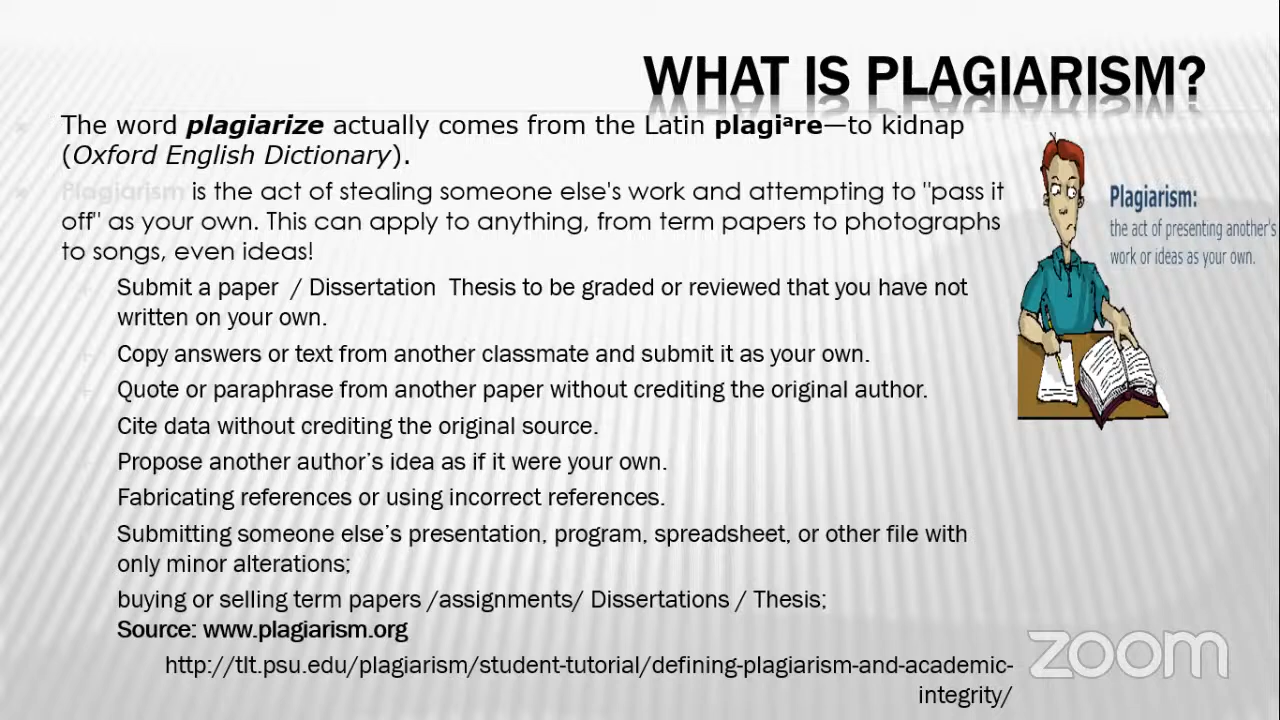 WHAT IS PLAGIARISM?
The word plagiarize actually comes from the Latin plagiªre—to kidnap
(Oxford English Dictionary).
Plagiarism is the act of stealing someone else's work and attempting to "pass it
off" as your own. This can apply to anything, from term papers to photographs
to songs, even ideas!
Submit a paper / Dissertation Thesis to be graded or reviewed that you have not
written on your own.
Copy answers or text from another classmate and submit it as your own.
Quote or paraphrase from another paper without crediting the original author.
Cite data without crediting the original source.
Propose another author’s idea as if it were your own.
Fabricating references or using incorrect references.
Submitting someone else’s presentation, program, spreadsheet, or other file with
only minor alterations;
buying or selling term papers /assignments/ Dissertations / Thesis;
Source: www.plagiarism.org
http://tlt.psu.edu/plagiarism/student-tutorial/defining-plagiarism-and-academic-
integrity/
Plagiarism:
the act of presenting another's
work or ideas as your own.
zoom